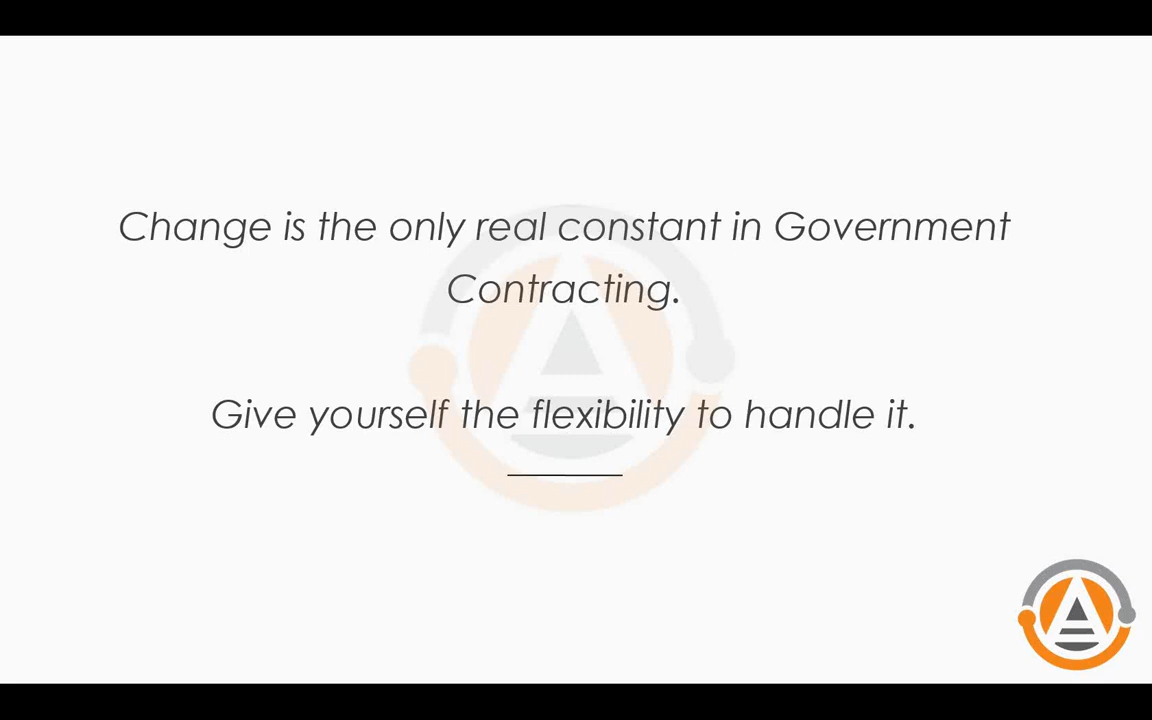 Change is the only real constant in Government
Contracting.
Give yourself the flexibility to handle it.